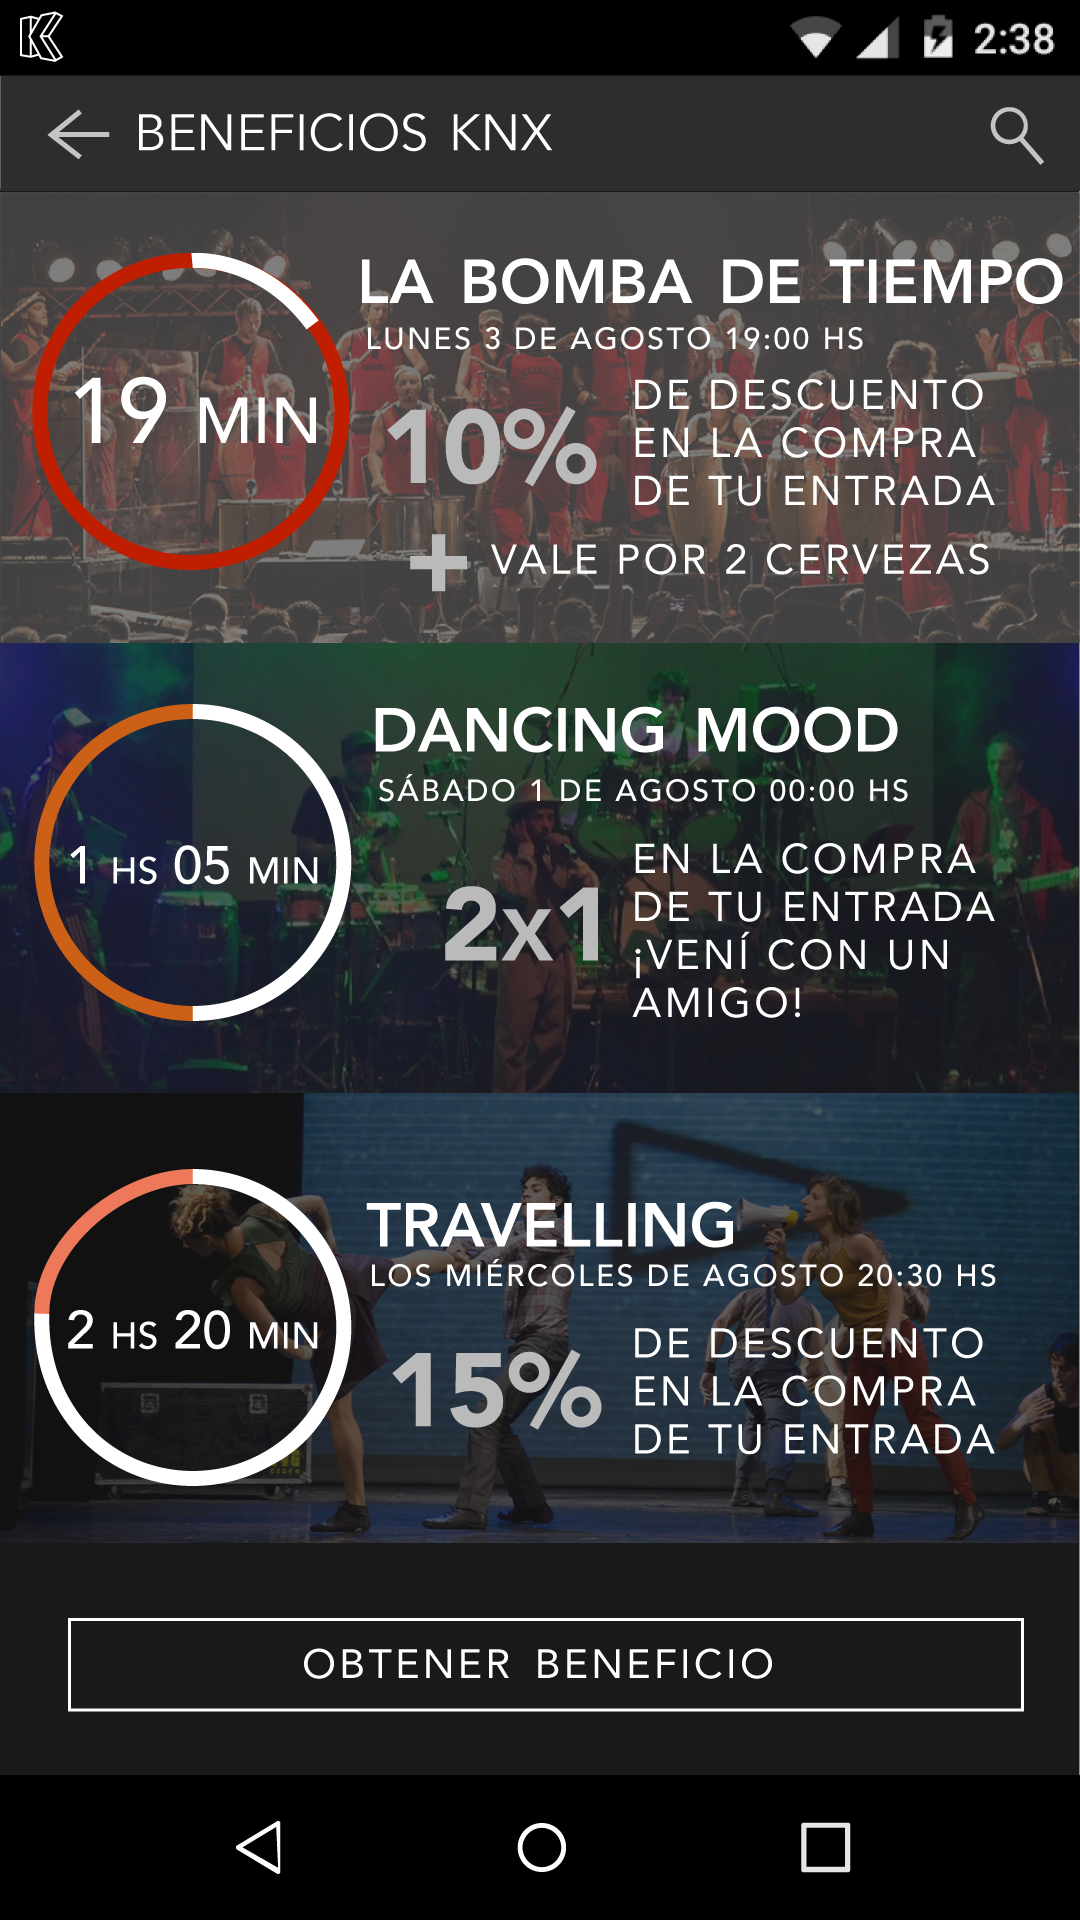 2:38
BENEFICIOS KNX
LA BOMBA DE TIEMPO
LUNES 3 DE AGOSTO 19:00 HS
19 MIN
10%
DE DESCUENTO
EN LA COMPRA
DE TU ENTRADA
+ VALE POR 2 CERVEZAS
DANCING MOOD
SÁBADO 1 DE AGOSTO 00:00 HS
1 HS 05 MIN
2x1
EN LA COMPRA
DE TU ENTRADA
¡VENÍ CON UN
AMIGO!
TRAVELLING
LOS MIÉRCOLES DE AGOSTO 20:30 HS
2 HS 20 MIN
15%
DE DESCUENTO
EN LA COMPRA
DE TU ENTRADA
OBTENER BENEFICIO